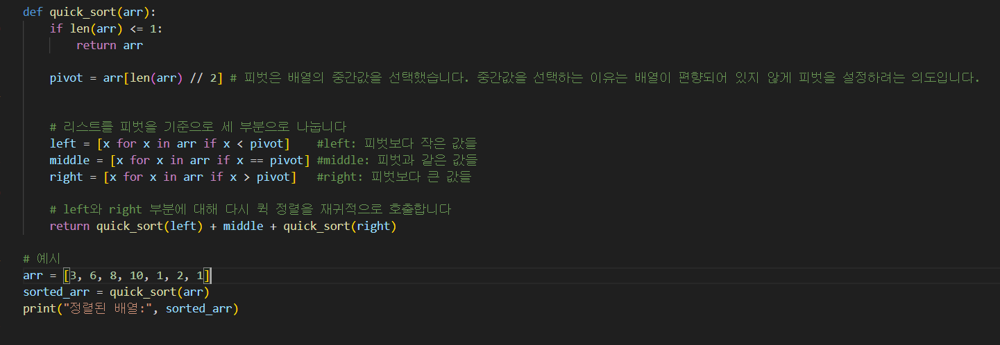 def quick_sort(arr):
    if len(arr) <= 1:
        return arr
    pivot = arr[len(arr) // 2] # 피벗은 배열의 중간값을 선택했습니다. 중간값을 선택하는 이유는 배열이 편향되어 있지 않게 피벗을 설정하려는 의도입니다.
    # 리스트를 피벗을 기준으로 세 부분으로 나눕니다
    left = [x for x in arr if x < pivot]    #left: 피벗보다 작은 값들
    middle = [x for x in arr if x == pivot] #middle: 피벗과 같은 값들
    right = [x for x in arr if x > pivot]   #right: 피벗보다 큰 값들
    # left와 right 부분에 대해 다시 퀵 정렬을 재귀적으로 호출합니다
    return quick_sort(left) + middle + quick_sort(right)
# 예시
arr = [3, 6, 8, 10, 1, 2, 1]
sorted_arr = quick_sort(arr)
print("정렬된 배열:", sorted_arr)